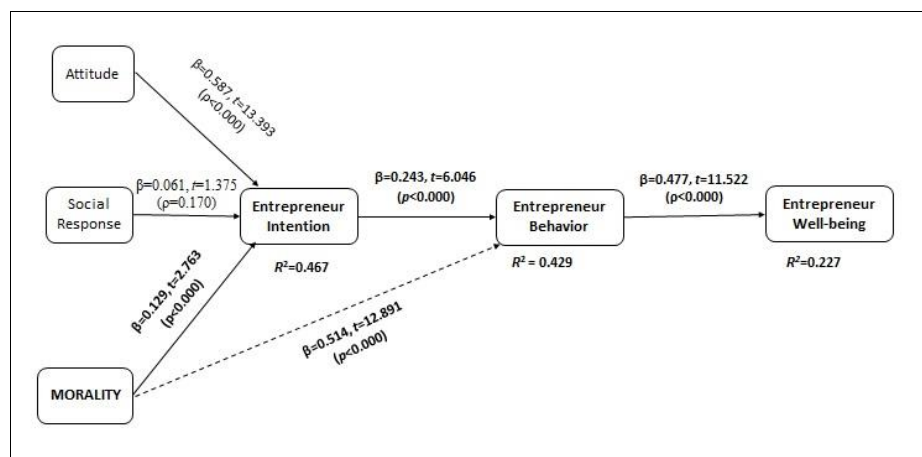 Attitude
β=0.587, t=13.393
(ρ<0.000)
Social
Response
β=0.061, t=1.375
(ρ=0.170)
Entrepreneur
Intention
R²=0.467
β=0.243, t=6.046
(p<0.000)
Entrepreneur
Behavior
R² = 0.429
β=0.477, t=11.522
(ρ<0.000)
Entrepreneur
Well-being
R²=0.227
β=0.129, t=2.763
(p<0.000)
β=0.514, t=12.891
(p<0.000)
MORALITY